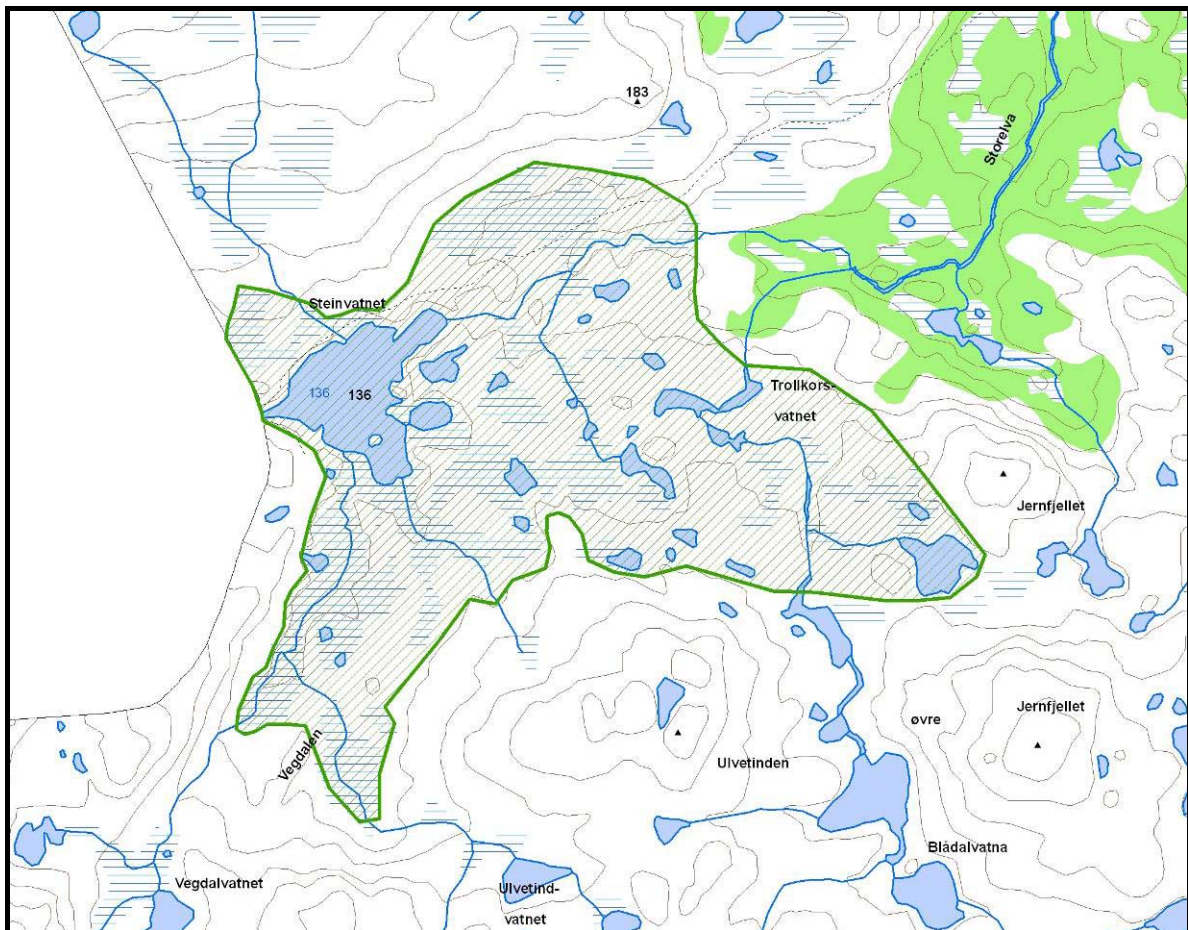 183
Storelva
Steinvatnet
136
136
Trollkors-
vatnet
Jernfjellet
øvre
Jernfjellet
Vegdalen
Ulvetinden
Blådalvatna
Vegdalvatnet
Ulvetind-
vatnet